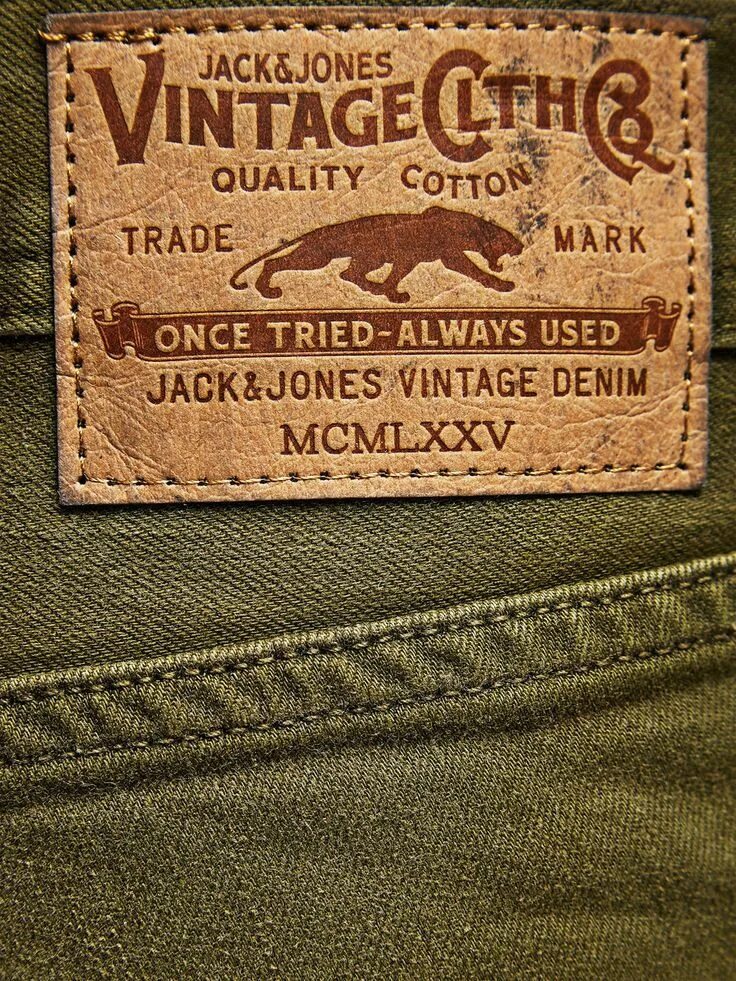 JACK&JONES
VINTAGE CLTH CO
QUALITY COTTON
TRADE MARK
ONCE TRIED-ALWAYS USED
JACK&JONES VINTAGE DENIM
MCMLXXV